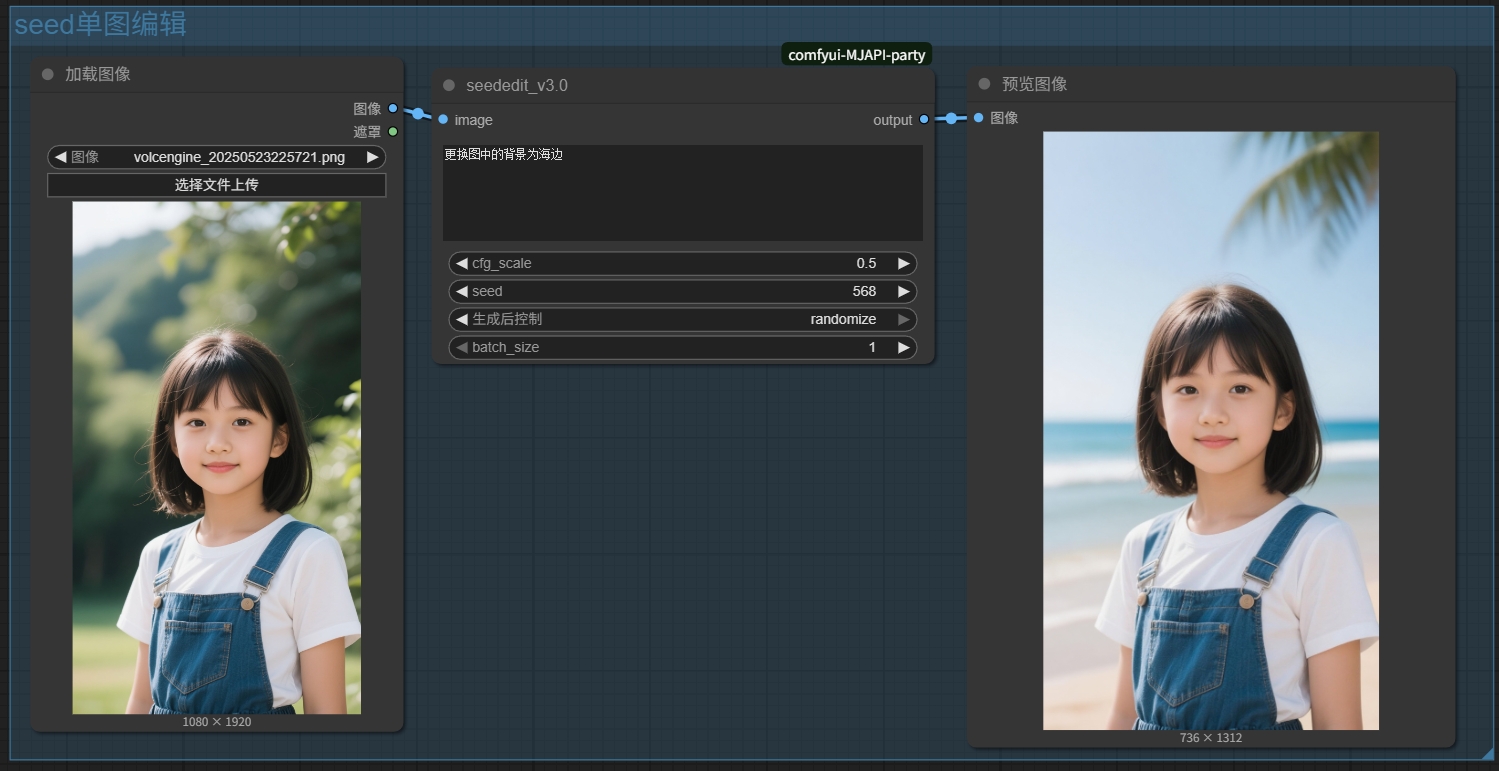 seed单图编辑
加载图像
图像
遮罩
图像 volcengine_20250523225721.png
选择文件上传
1080 × 1920
comfyui-MJAPI-party
seededit_v3.0
image output
更换图中的背景为海边
cfg_scale 0.5
seed 568
生成后控制 randomize
batch_size 1
预览图像
图像
736 × 1312